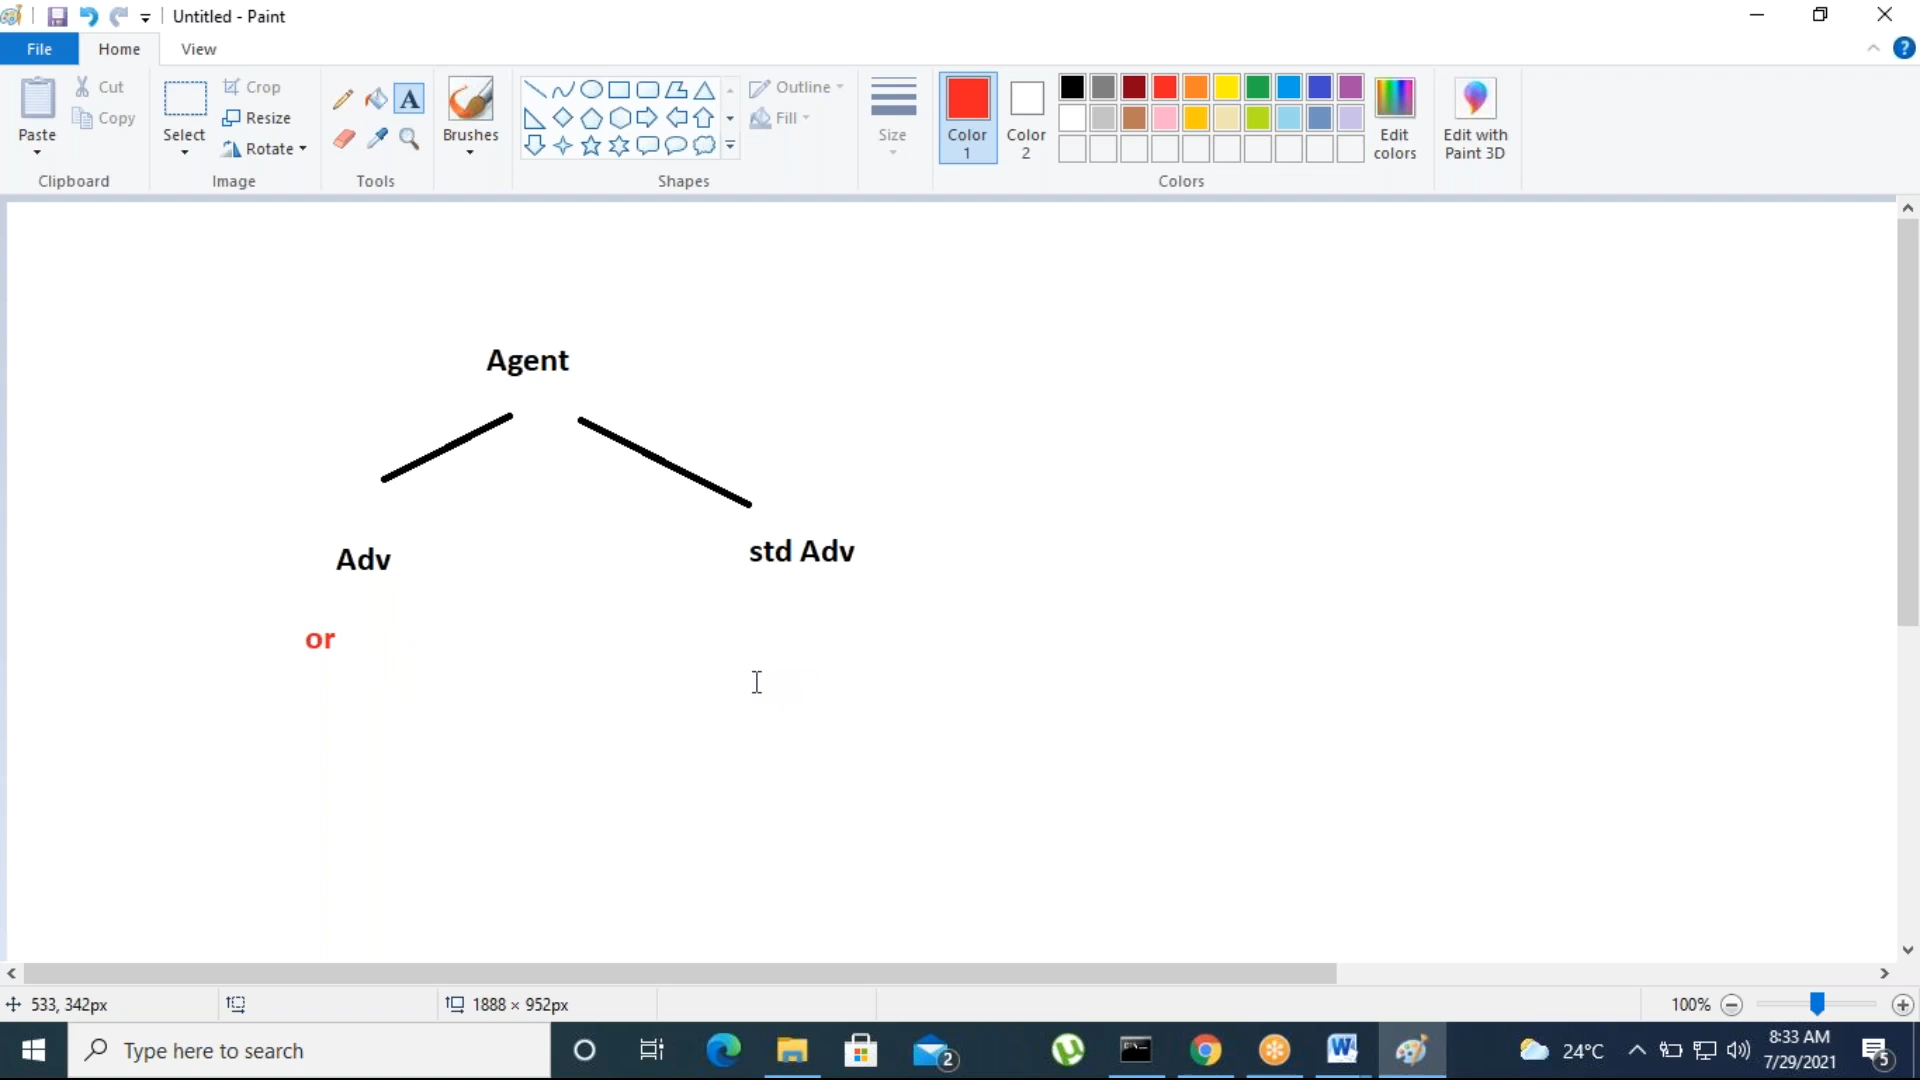 Untitled - Paint
File Home View
Paste
Cut
Copy
Clipboard
Select
Crop
Resize
Rotate
Image
A
Tools
Brushes
Shapes
Outline
Fill
Size
Color 1
Color 2
Edit colors
Colors
Edit with Paint 3D
Agent
Adv
std Adv
or
533, 342px
1888 × 952px
100%
Type here to search
2
8:33 AM
24°C
7/29/2021
5